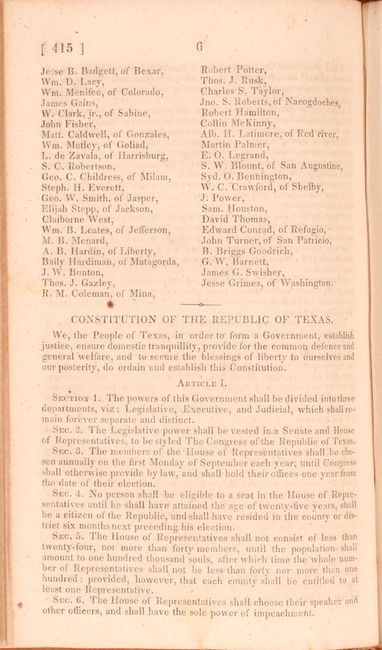 [ 415 ] 6
Jesse B. Badgett, of Bexar,
Wm. D. Lacy,
Wm. Menifee, of Colorado,
James Gains,
W. Clark, jr., of Sabine,
John Fisher,
Matt. Caldwell, of Gonzales,
Wm. Motley, of Goliad,
L. de Zavala, of Harrisburg,
S. C. Robertson,
Geo. C. Childress, of Milam,
Steph. H. Everett,
Geo. W. Smith, of Jasper,
Elijah Stepp, of Jackson,
Claiborne West,
Wm. B. Leates, of Jefferson,
M. B. Menard,
A. B. Hardin, of Liberty,
Baily Hardiman, of Matagorda,
J. W. Bunton,
Thos. J. Gazley,
R. M. Coleman, of Mina,
Robert Potter,
Thos. J. Rusk,
Charles S. Taylor,
Jno. S. Roberts, of Nacogdoches,
Robert Hamilton,
Collin McKinny,
Alb. H. Latimore, of Red river,
Martin Palmer,
E. O. Legrand,
S. W. Blount, of San Augustine,
Syd. O. Bennington,
W. C. Crawford, of Shelby,
J. Power,
Sam. Houston,
David Thomas,
Edward Conrad, of Refugio,
John Turner, of San Patricio,
B. Briggs Goodrich,
G. W. Barnett,
James G. Swisher,
Jesse Grimes, of Washington.
CONSTITUTION OF THE REPUBLIC OF TEXAS.
We, the People of Texas, in order to form a Government, establish
justice, ensure domestic tranquillity, provide for the common defence and
general welfare, and to secure the blessings of liberty to ourselves and
our posterity, do ordain and establish this Constitution.
ARTICLE I.
SECTION 1. The powers of this Government shall be divided into three
departments, viz: Legislative, Executive, and Judicial, which shall re-
main forever separate and distinct.
SEC. 2. The Legislative power shall be vested in a Senate and House
of Representatives, to be styled The Congress of the Republic of Texas.
SEC. 3. The members of the House of Representatives shall be cho-
sen annually on the first Monday of September each year, until Congress
shall otherwise provide by law, and shall hold their offices one year from
the date of their election.
SEC. 4. No person shall be eligible to a seat in the House of Repre-
sentatives until he shall have attained the age of twenty-five years, shall
be a citizen of the Republic, and shall have resided in the county or dis-
trict six months next preceding his election.
SEC. 5. The House of Representatives shall not consist of less than
twenty-four, nor more than forty members, until the population shall
amount to one hundred thousand souls, after which time the whole num-
ber of Representatives shall not be less than forty nor more than one
hundred: provided, however, that each county shall be entitled to at
least one Representative.
SEC. 6. The House of Representatives shall choose their speaker and
other officers, and shall have the sole power of impeachment.